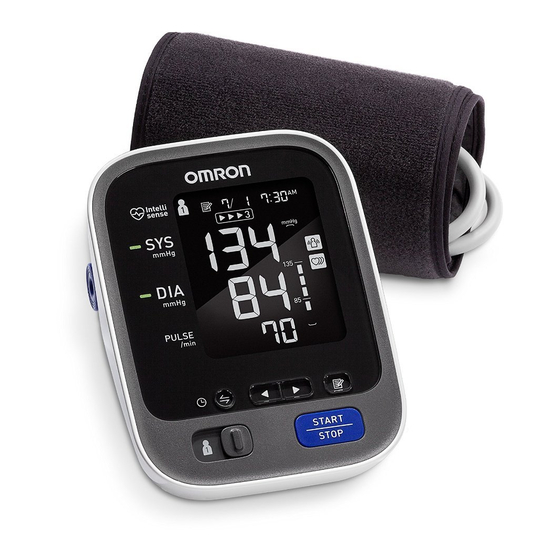 OMRON
Intelli
sense
7/ 1 7:30AM
▶▶▶3
SYS
mmHg
134
mmHg
135
DIA
mmHg
84
85
PULSE
/min
70
START
STOP